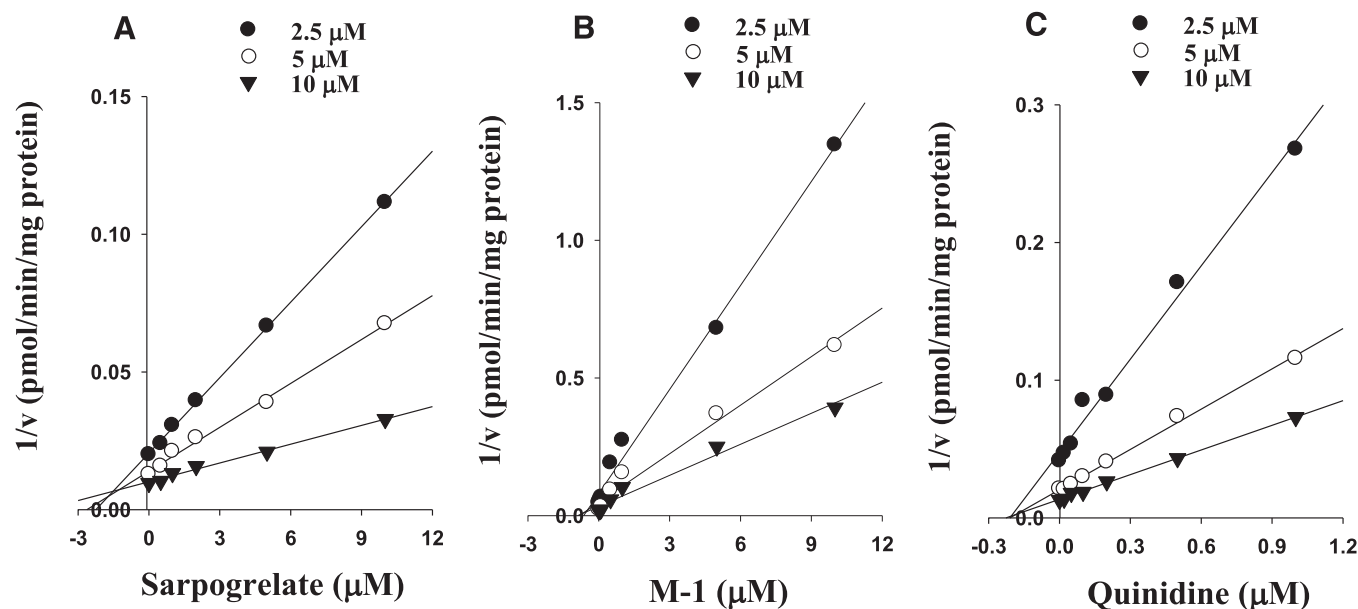 A
2.5 μM
5 μM
10 μM
1/v (pmol/min/mg protein)
0.15
0.10
0.05
0.00
-3 0 3 6 9 12
Sarpogrelate (μM)
B
2.5 μM
5 μM
10 μM
1/v (pmol/min/mg protein)
1.5
1.0
0.5
0.0
-3 0 3 6 9 12
M-1 (μM)
C
2.5 μM
5 μM
10 μM
1/v (pmol/min/mg protein)
0.3
0.2
0.1
0.0
-0.3 0.0 0.3 0.6 0.9 1.2
Quinidine (μM)